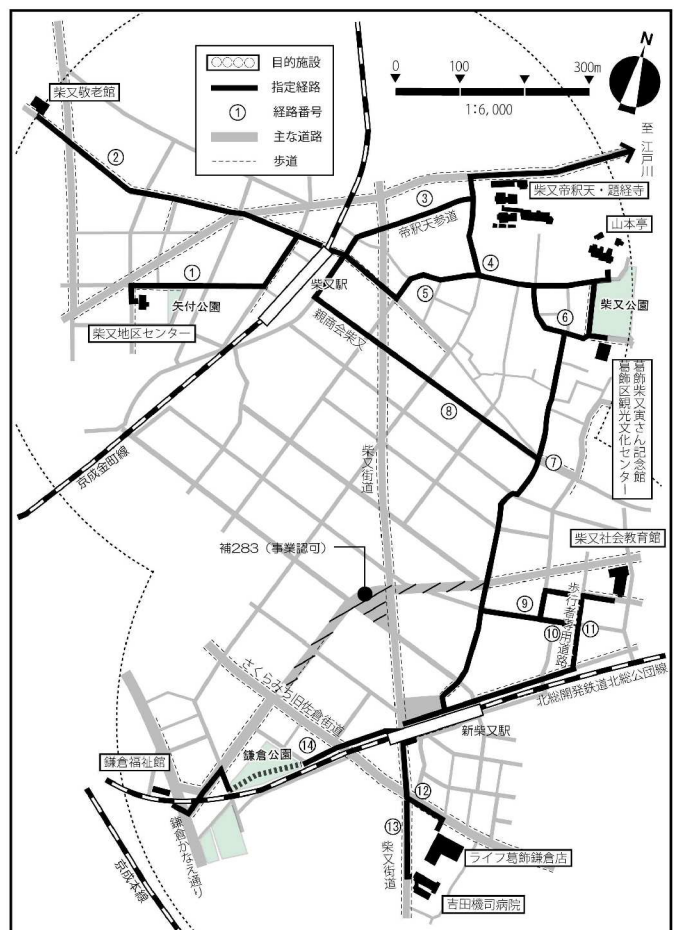 目的施設
指定経路
① 経路番号
主な道路
歩道
0 100 300m
1:6,000
N
至 江戸川
柴又敬老館
②
③
帝釈天参道
柴又帝釈天・題経寺
山本亭
④
①
矢付公園
柴又地区センター
柴又駅
⑤
⑥
柴又公園
親商会柴又
葛飾柴又寅さん記念館
葛飾区観光文化センター
⑧
⑦
京成金町線
柴又街道
補283（事業認可）
柴又社会教育館
⑨
⑩
歩行者専用道路
⑪
さくらみち旧佐倉街道
北総開発鉄道北総公団線
新柴又駅
鎌倉公園
⑭
鎌倉福祉館
鎌倉かなえ通り
⑫
⑬
柴又街道
京成本線
ライフ葛飾鎌倉店
吉田機司病院